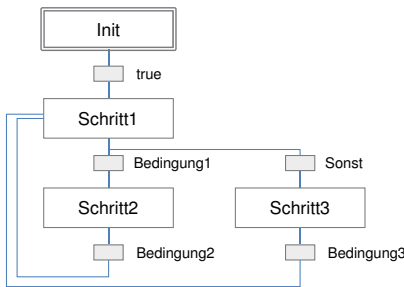 Init
true
Schritt1
Bedingung1
Sonst
Schritt2
Schritt3
Bedingung2
Bedingung3